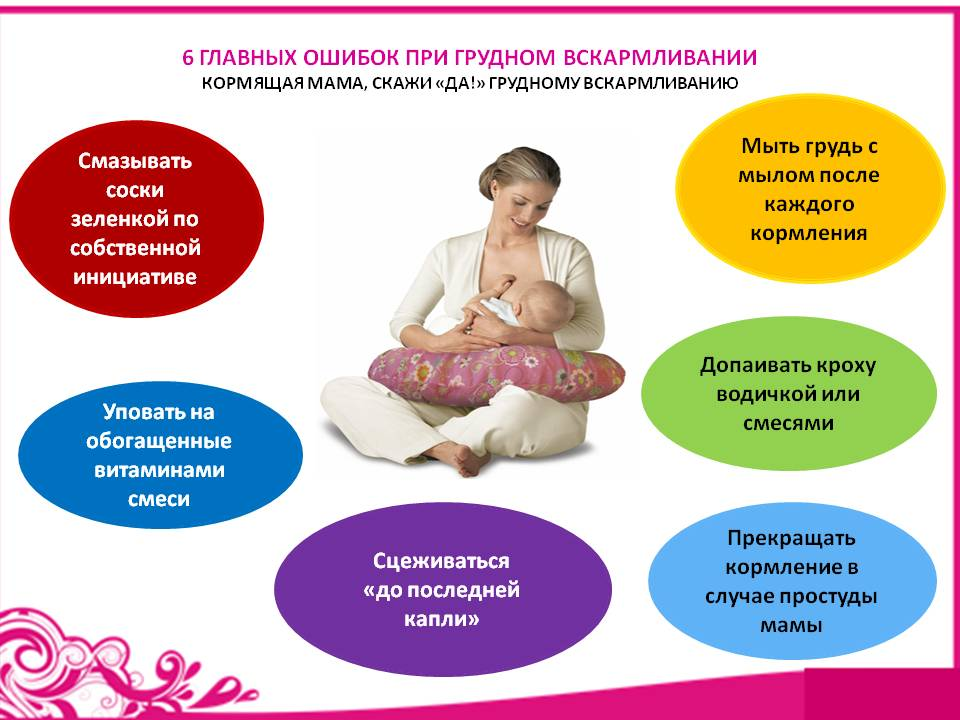 6 ГЛАВНЫХ ОШИБОК ПРИ ГРУДНОМ ВСКАРМЛИВАНИИ
КОРМЯЩАЯ МАМА, СКАЖИ «ДА!» ГРУДНОМУ ВСКАРМЛИВАНИЮ
Смазывать
соски
зеленкой по
собственной
инициативе
Мыть грудь с
мылом после
каждого
кормления
Уповать на
обогащенные
витаминами
смеси
Допаивать кроху
водичкой или
смесями
Сцеживаться
«до последней
капли»
Прекращать
кормление в
случае простуды
мамы